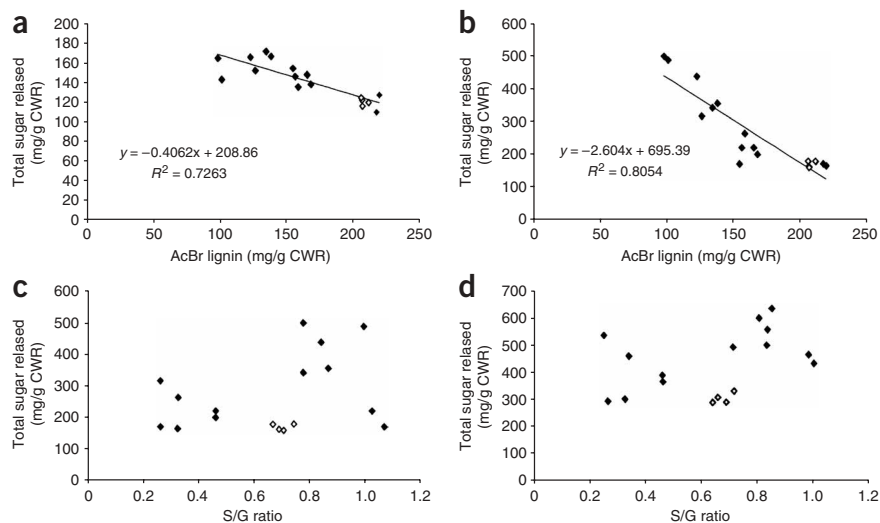 a
Total sugar relased
(mg/g CWR)
200
180
160
140
120
100
80
60
40
20
0
y = −0.4062x + 208.86
R² = 0.7263
0 50 100 150 200 250
AcBr lignin (mg/g CWR)
b
Total sugar relased
(mg/g CWR)
600
500
400
300
200
100
0
y = −2.604x + 695.39
R² = 0.8054
0 50 100 150 200 250
AcBr lignin (mg/g CWR)
c
Total sugar relased
(mg/g CWR)
600
500
400
300
200
100
0
0 0.2 0.4 0.6 0.8 1.0 1.2
S/G ratio
d
Total sugar relased
(mg/g CWR)
700
600
500
400
300
200
100
0
0 0.2 0.4 0.6 0.8 1.0 1.2
S/G ratio